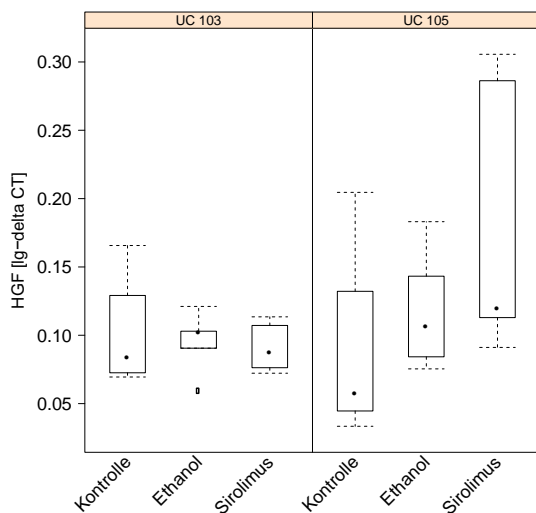 UC 103
UC 105
HGF [lg−delta CT]
0.30
0.25
0.20
0.15
0.10
0.05
Kontrolle
Ethanol
Sirolimus
Kontrolle
Ethanol
Sirolimus